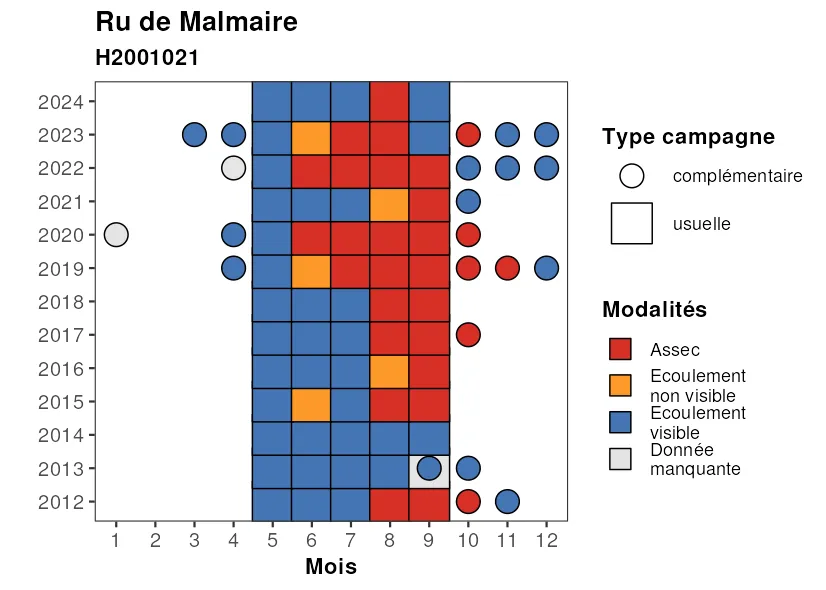 Ru de Malmaire
H2001021
2024
2023
2022
2021
2020
2019
2018
2017
2016
2015
2014
2013
2012
1 2 3 4 5 6 7 8 9 10 11 12
Mois
Type campagne
complémentaire
usuelle
Modalités
Assec
Ecoulement
non visible
Ecoulement
visible
Donnée
manquante